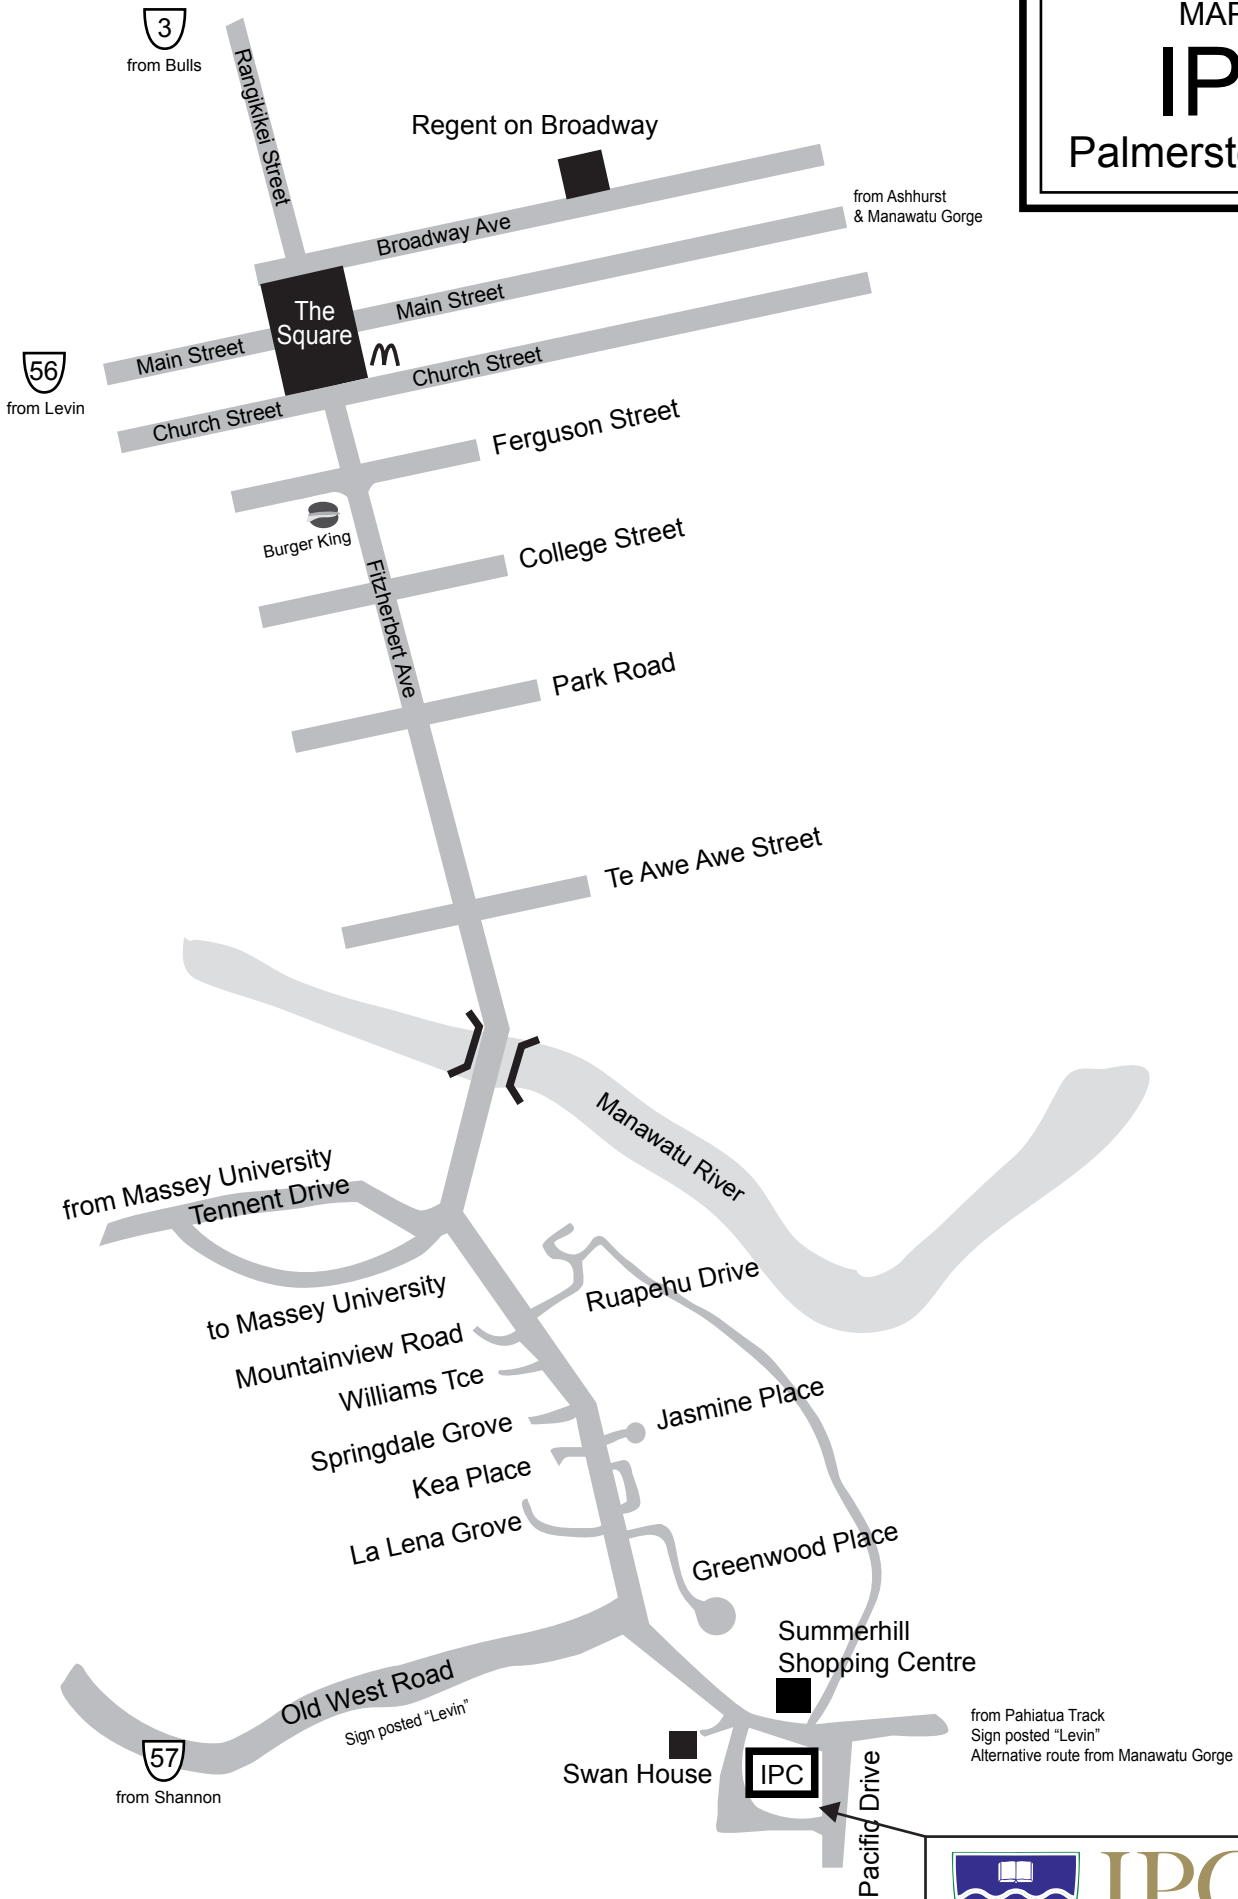 3
from Bulls
Rangikikei Street
MAP
IP
Palmerst
Regent on Broadway
from Ashhurst
& Manawatu Gorge
Broadway Ave
The
Square
Main Street
Main Street
56
from Levin
Church Street
Church Street
Ferguson Street
Burger King
College Street
Fitzherbert Ave
Park Road
Te Awe Awe Street
Manawatu River
from Massey University
Tennent Drive
to Massey University
Ruapehu Drive
Mountainview Road
Williams Tce
Jasmine Place
Springdale Grove
Kea Place
La Lena Grove
Greenwood Place
Summerhill
Shopping Centre
Old West Road
Sign posted “Levin”
from Pahiatua Track
Sign posted “Levin”
Alternative route from Manawatu Gorge
57
from Shannon
Swan House
IPC
Pacific Drive
IPC